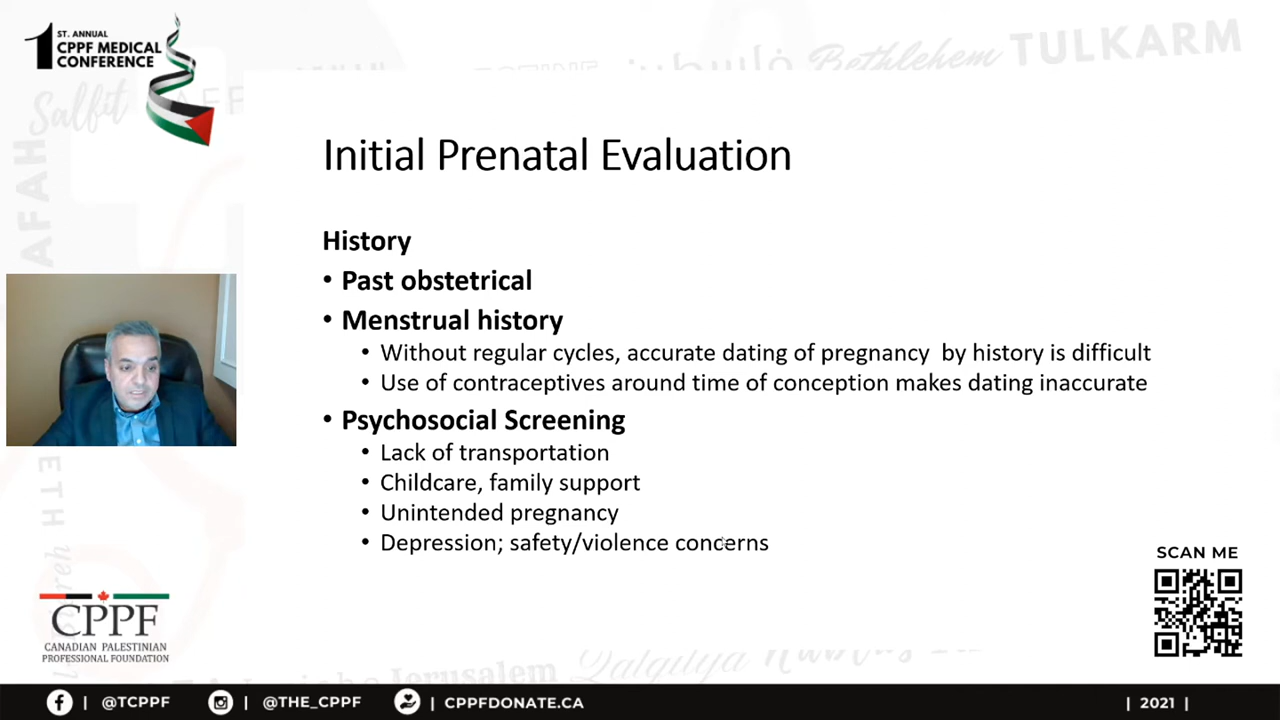 1 ST. ANNUAL
CPPF MEDICAL
CONFERENCE
Salfit
Bethlehem
TULKARM
Initial Prenatal Evaluation
History
• Past obstetrical
• Menstrual history
• Without regular cycles, accurate dating of pregnancy by history is difficult
• Use of contraceptives around time of conception makes dating inaccurate
• Psychosocial Screening
• Lack of transportation
• Childcare, family support
• Unintended pregnancy
• Depression; safety/violence concerns
SCAN ME
CPPF
CANADIAN PALESTINIAN
PROFESSIONAL FOUNDATION
Jerusalem
Qalqilya
| @TCPPF
| @THE_CPPF
| CPPFDONATE.CA
| 2021 |